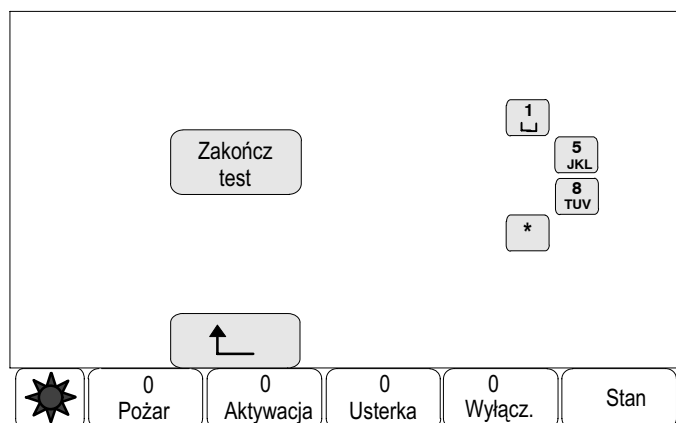 1
Zakończ
test
5
JKL
8
TUV
*
0
Pożar
0
Aktywacja
0
Usterka
0
Wyłącz.
Stan